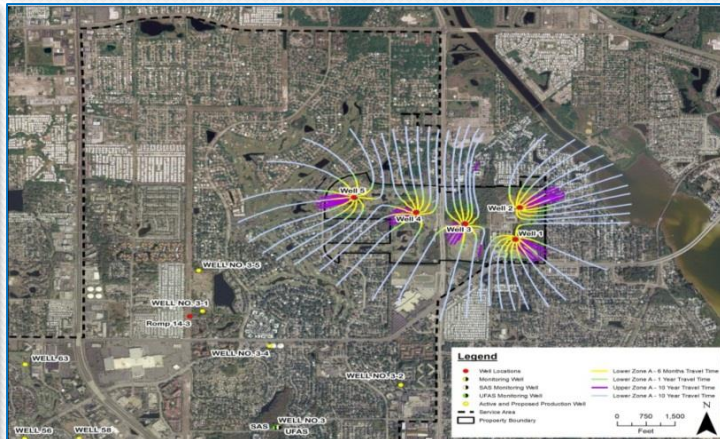 Well 5
Well 4
Well 3
Well 2
Well 1
WELL NO. 3-5
WELL NO. 3-1
Romp 14-3
WELL NO. 3-4
WELL NO. 3-2
WELL 63
WELL 56
WELL 58
WELL NO. 3
SAS
UFAS
Legend
Well Locations
Monitoring Well
SAS Monitoring Well
UFAS Monitoring Well
Active and Proposed Production Well
Service Area
Property Boundary
Lower Zone A - 6 Months Travel Time
Lower Zone A - 1 Year Travel Time
Upper Zone A - 10 Year Travel Time
Lower Zone A - 10 Year Travel Time
N
0 750 1,500
Feet